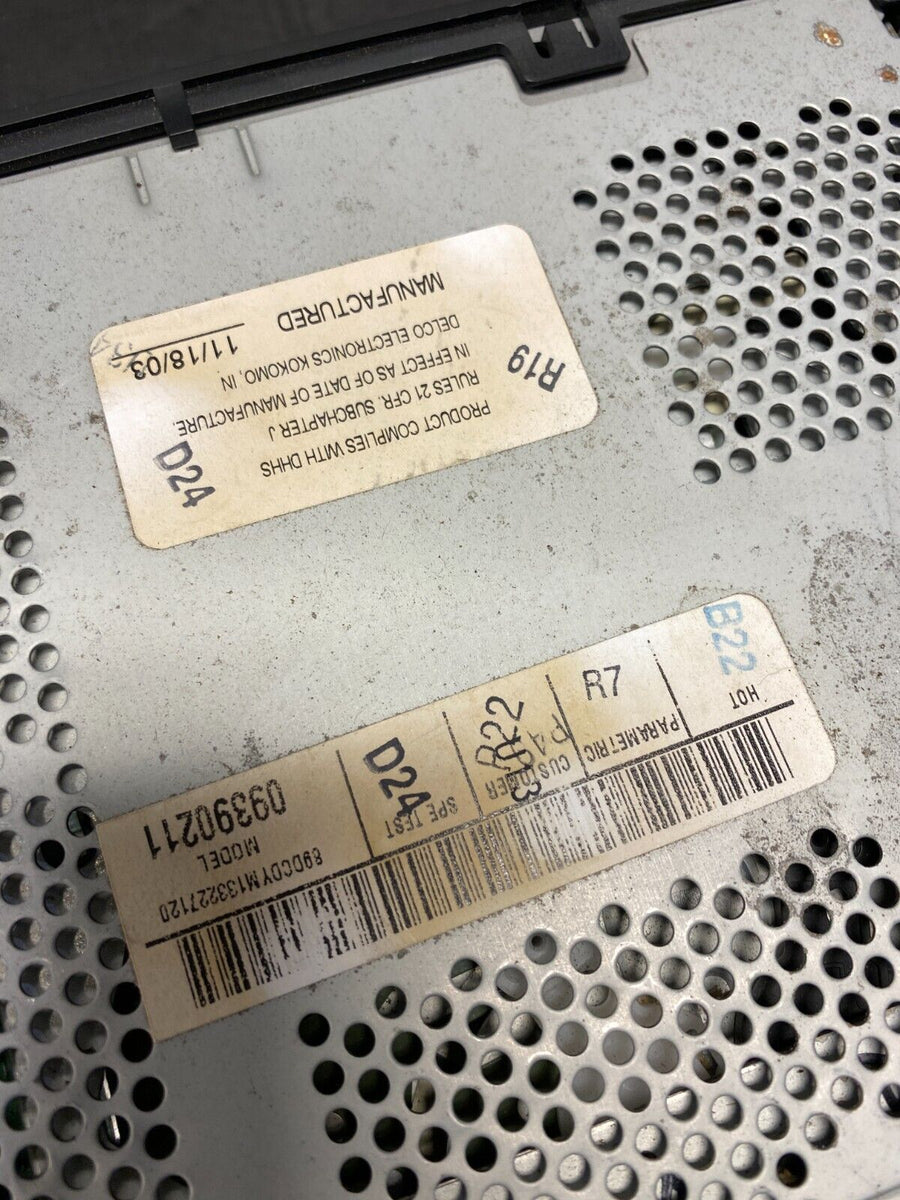 PRODUCT COMPLIES WITH DHHS
RULES 21 CFR. SUBCHAPTER J
IN EFFECT AS OF DATE OF MANUFACTURE.
DELCO ELECTRONICS KOKOMO, IN
MANUFACTURED 11/18/03
R19
D24
HOT
B22
PARAMETRIC
R7
CUSTOMER
R22
SPE TEST
D24
MODEL
09390211
89DCDYM133227120